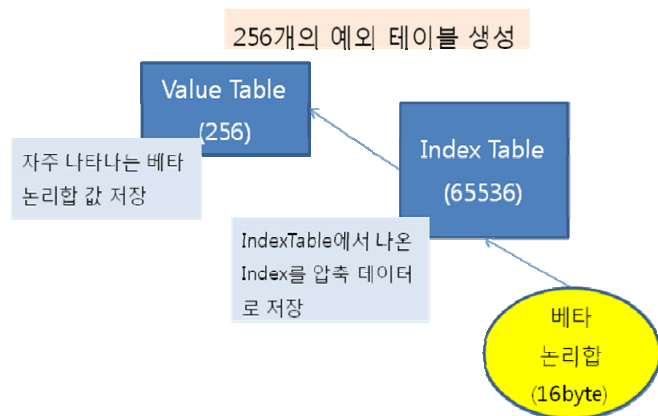 256개의 예외 테이블 생성
Value Table
(256)
자주 나타나는 베타
논리합 값 저장
Index Table
(65536)
IndexTable에서 나온
Index를 압축 데이터
로 저장
베타
논리합
(16byte)